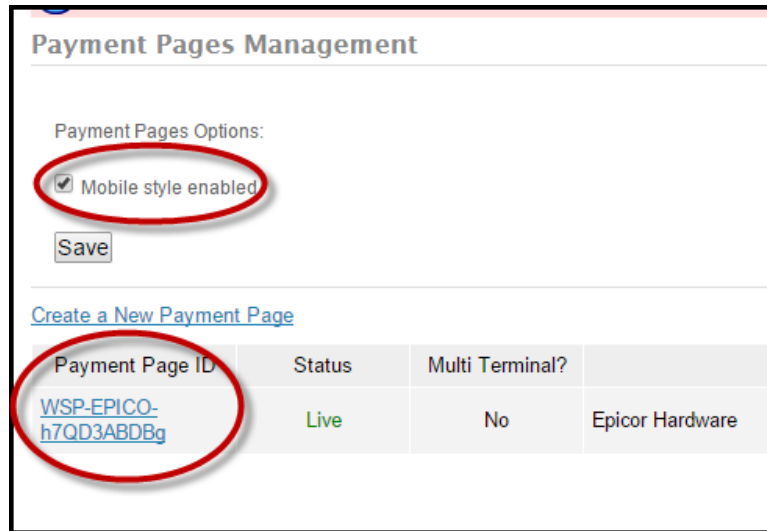 Payment Pages Management
Payment Pages Options:
Mobile style enabled
Save
Create a New Payment Page
Payment Page ID Status Multi Terminal?
WSP-EPICO-
h7QD3ABDBg Live No Epicor Hardware